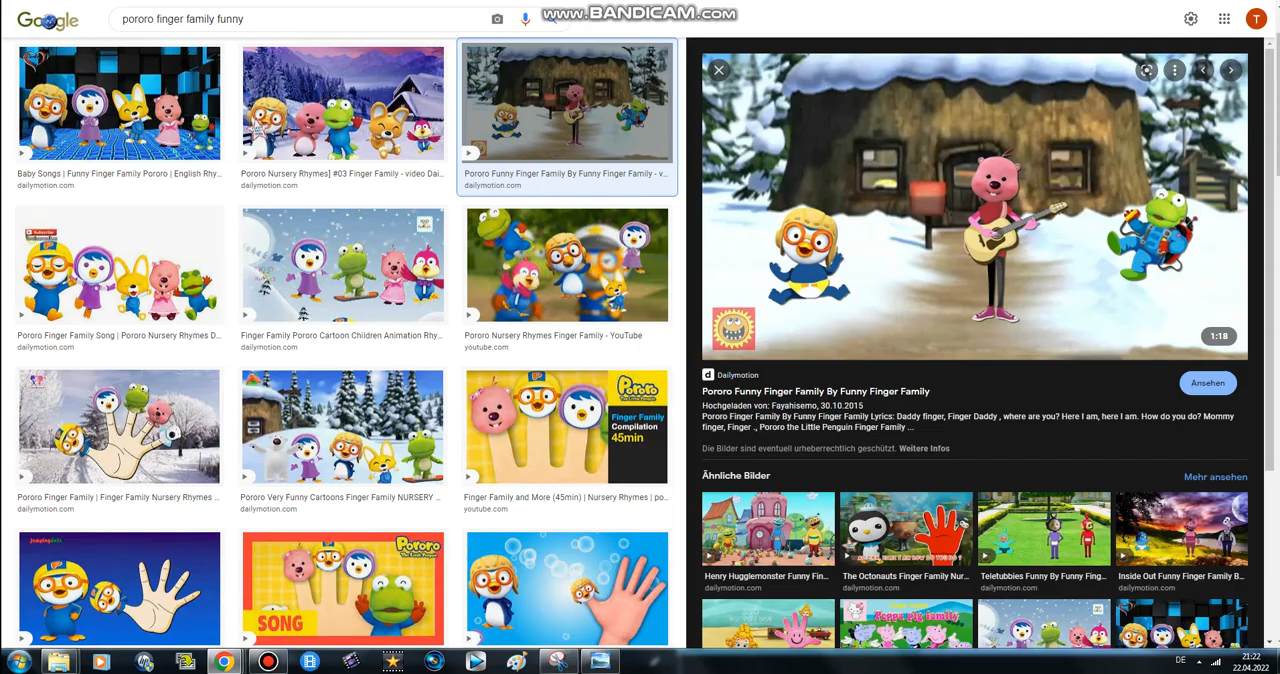 Google
pororo finger family funny
www.BANDICAM.com
T
Baby Songs | Funny Finger Family Pororo | English Rhy...
dailymotion.com
Pororo Nursery Rhymes] #03 Finger Family - video Dai...
dailymotion.com
Pororo Funny Finger Family By Funny Finger Family - v...
dailymotion.com
Subscribe
Pororo Finger Family Song | Pororo Nursery Rhymes D...
dailymotion.com
Finger Family Pororo Cartoon Children Animation Rhy...
dailymotion.com
Pororo Nursery Rhymes Finger Family - YouTube
youtube.com
Pororo Finger Family | Finger Family Nursery Rhymes ...
dailymotion.com
Pororo Very Funny Cartoons Finger Family NURSERY ...
dailymotion.com
Pororo
The Little Penguin
Finger Family
Compilation
45min
Finger Family and More (45min) | Nursery Rhymes | po...
youtube.com
Pororo
The Little Penguin
SONG
1:18
d Dailymotion
Pororo Funny Finger Family By Funny Finger Family
Ansehen
Hochgeladen von: Fayahisemo, 30.10.2015
Pororo Finger Family By Funny Finger Family Lyrics: Daddy finger, Finger Daddy , where are you? Here I am, here I am. How do you do? Mommy
finger, Finger ., Pororo the Little Penguin Finger Family ...
Die Bilder sind eventuell urheberrechtlich geschützt. Weitere Infos
Ähnliche Bilder
Mehr ansehen
Henry Hugglemonster Funny Fin...
dailymotion.com
The Octonauts Finger Family Nur...
dailymotion.com
Teletubbies Funny By Funny Fing...
dailymotion.com
Inside Out Funny Finger Family B...
dailymotion.com
Peppa pig family
DE
21:22
22.04.2022